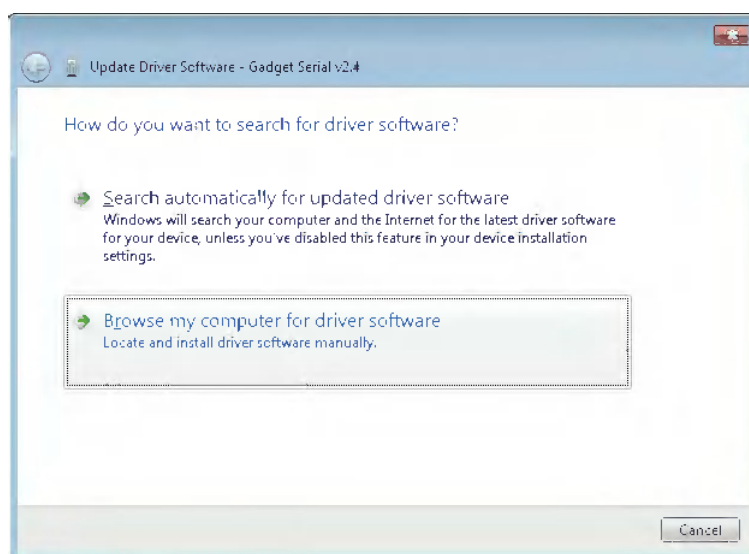 Update Driver Software - Gadget Serial v2.4
How do you want to search for driver software?
Search automatically for updated driver software
Windows will search your computer and the Internet for the latest driver software
for your device, unless you've disabled this feature in your device installation
settings.
Browse my computer for driver software
Locate and install driver software manually.
Cancel